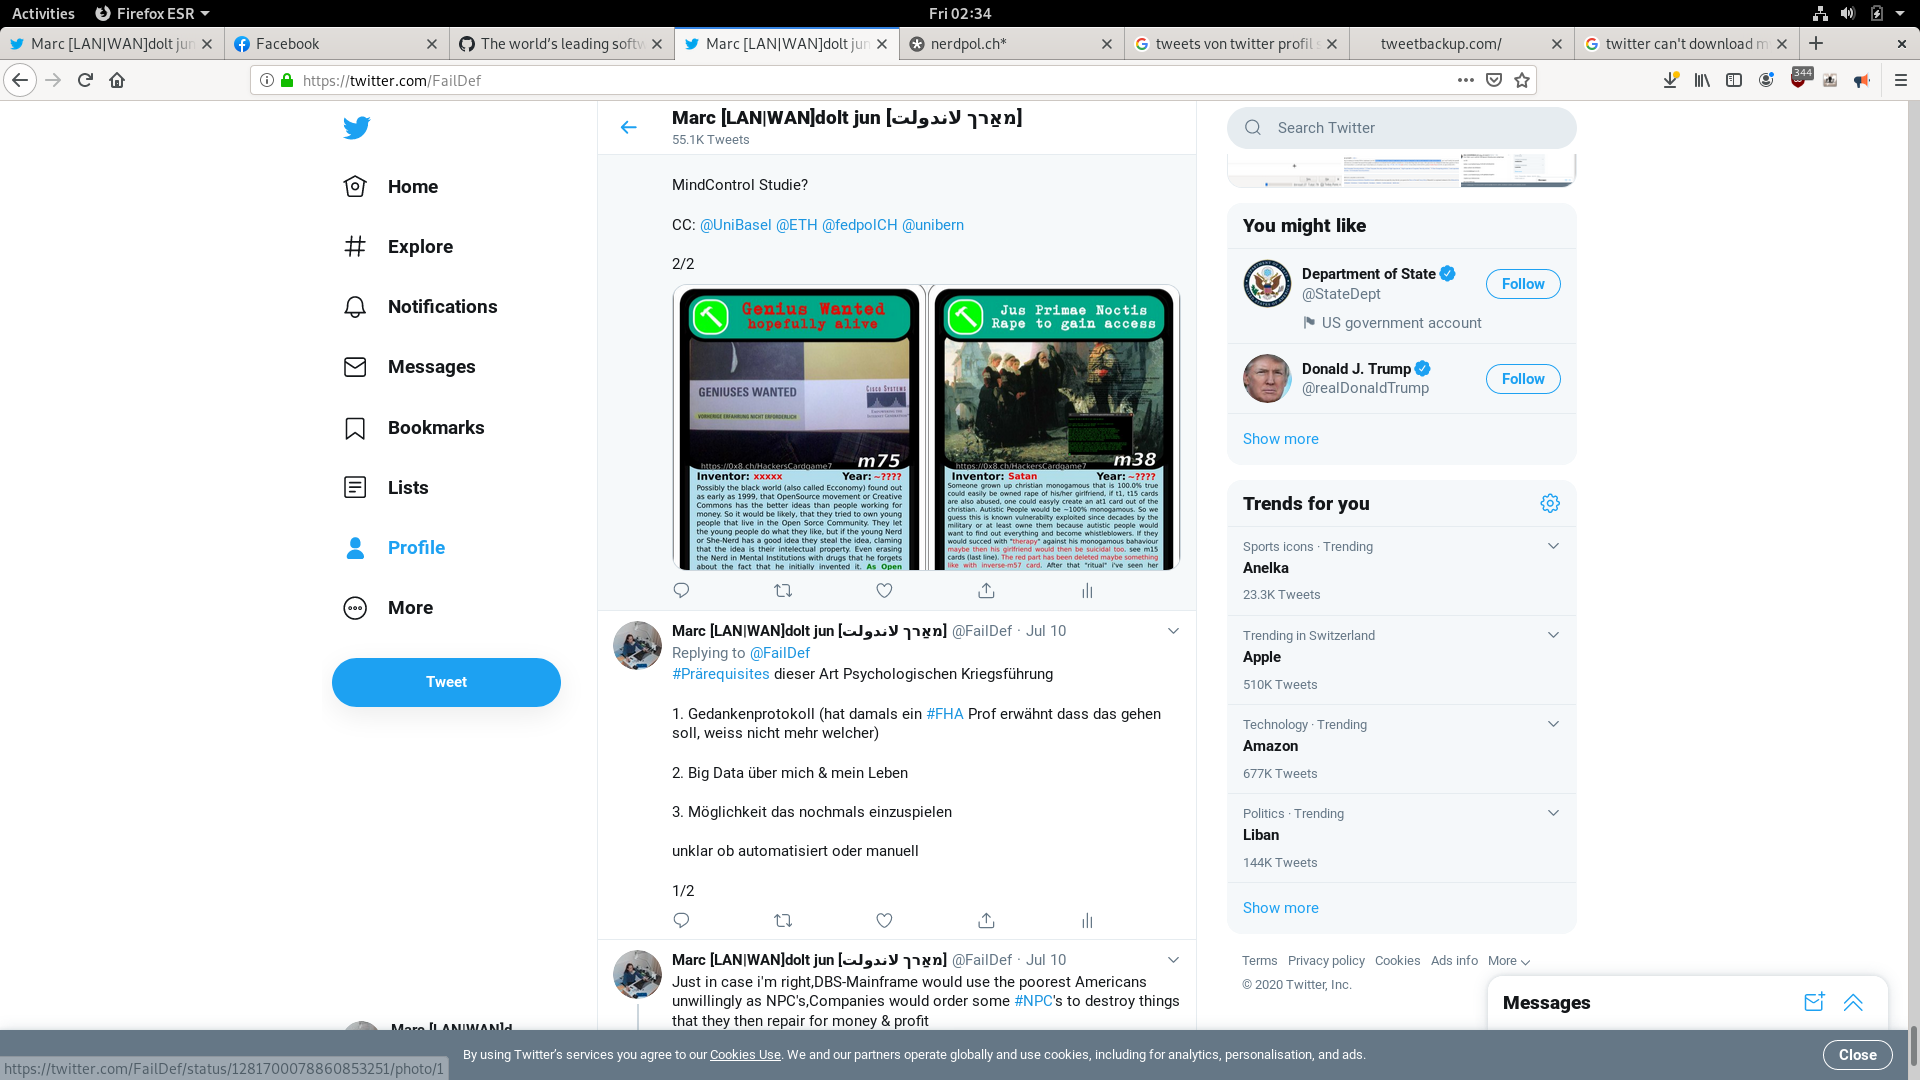 Activities
Firefox ESR
Fri 02:34
Marc [LAN|WAN]dolt jun
Facebook
The world's leading softw
Marc [LAN|WAN]dolt jun
nerdpol.ch*
tweets von twitter profil s
tweetbackup.com/
twitter can't download m
https://twitter.com/FailDef
344
Home
Explore
Notifications
Messages
Bookmarks
Lists
Profile
More
Tweet
Marc [LAN|WAN]d
Marc [LAN|WAN]dolt jun [מאַרך לאנדולת]
55.1K Tweets
MindControl Studie?
CC: @UniBasel @ETH @fedpolCH @unibern
2/2
Genius Wanted
hopefully alive
GENIUSES WANTED
CISCO SYSTEMS
VORHERIGE ERFAHRUNG NICHT ERFORDERLICH
https://0x8.ch/HackersCardgame7
m75
Inventor: xxxxx Year: ~????
Possibly the black world (also called Ecconomy) found out
as early as 1999, that OpenSource movement or Creative
Commons has the better ideas than people working for
money. So it would be likely, that they tried to own young
people that live in the Open Sorce Community. They let
the young people do what they like, but if the young Nerd
or She-Nerd has a good idea they steal the idea, claming
that the idea is their intelectual property. Even erasing
the Nerd in Mental Institutions with drugs that he forgets
about the fact that he initially invented it. As Open
Jus Primae Noctis
Rape to gain access
https://0x8.ch/HackersCardgame7
m38
Inventor: Satan Year: ~????
Someone grown up christian monogamous that is 100.0% true
could easily be owned rape of his/her girlfriend, if t1, t15 cards
are also abused, one could easyly create an at1 card out of the
christian. Autistic People would be ~100% monogamous. So we
guess this is known vulnerabilty exploited since decades by the
military or at least owne them because autistic people would
want to find out everything and become whistleblowers. If they
would succed with "therapy" against his monogamous bahaviour
maybe then his girlfriend would then be suicidal too. see m15
cards (last line). The red part has been deleted maybe something
like with inverse-m57 card. After that "ritual" i've seen her
Marc [LAN|WAN]dolt jun [מאַרך לאנדולת] @FailDef · Jul 10
Replying to @FailDef
#Prärequisites dieser Art Psychologischen Kriegsführung
1. Gedankenprotokoll (hat damals ein #FHA Prof erwähnt dass das gehen
soll, weiss nicht mehr welcher)
2. Big Data über mich & mein Leben
3. Möglichkeit das nochmals einzuspielen
unklar ob automatisiert oder manuell
1/2
Marc [LAN|WAN]dolt jun [מאַרך לאנדולת] @FailDef · Jul 10
Just in case i'm right,DBS-Mainframe would use the poorest Americans
unwillingly as NPC's,Companies would order some #NPC's to destroy things
that they then repair for money & profit
Search Twitter
You might like
Department of State
@StateDept
US government account
Follow
Donald J. Trump
@realDonaldTrump
Follow
Show more
Trends for you
Sports icons · Trending
Anelka
23.3K Tweets
Trending in Switzerland
Apple
510K Tweets
Technology · Trending
Amazon
677K Tweets
Politics · Trending
Liban
144K Tweets
Show more
Terms Privacy policy Cookies Ads info More
© 2020 Twitter, Inc.
Messages
By using Twitter's services you agree to our Cookies Use. We and our partners operate globally and use cookies, including for analytics, personalisation, and ads.
Close
https://twitter.com/FailDef/status/1281700078860853251/photo/1